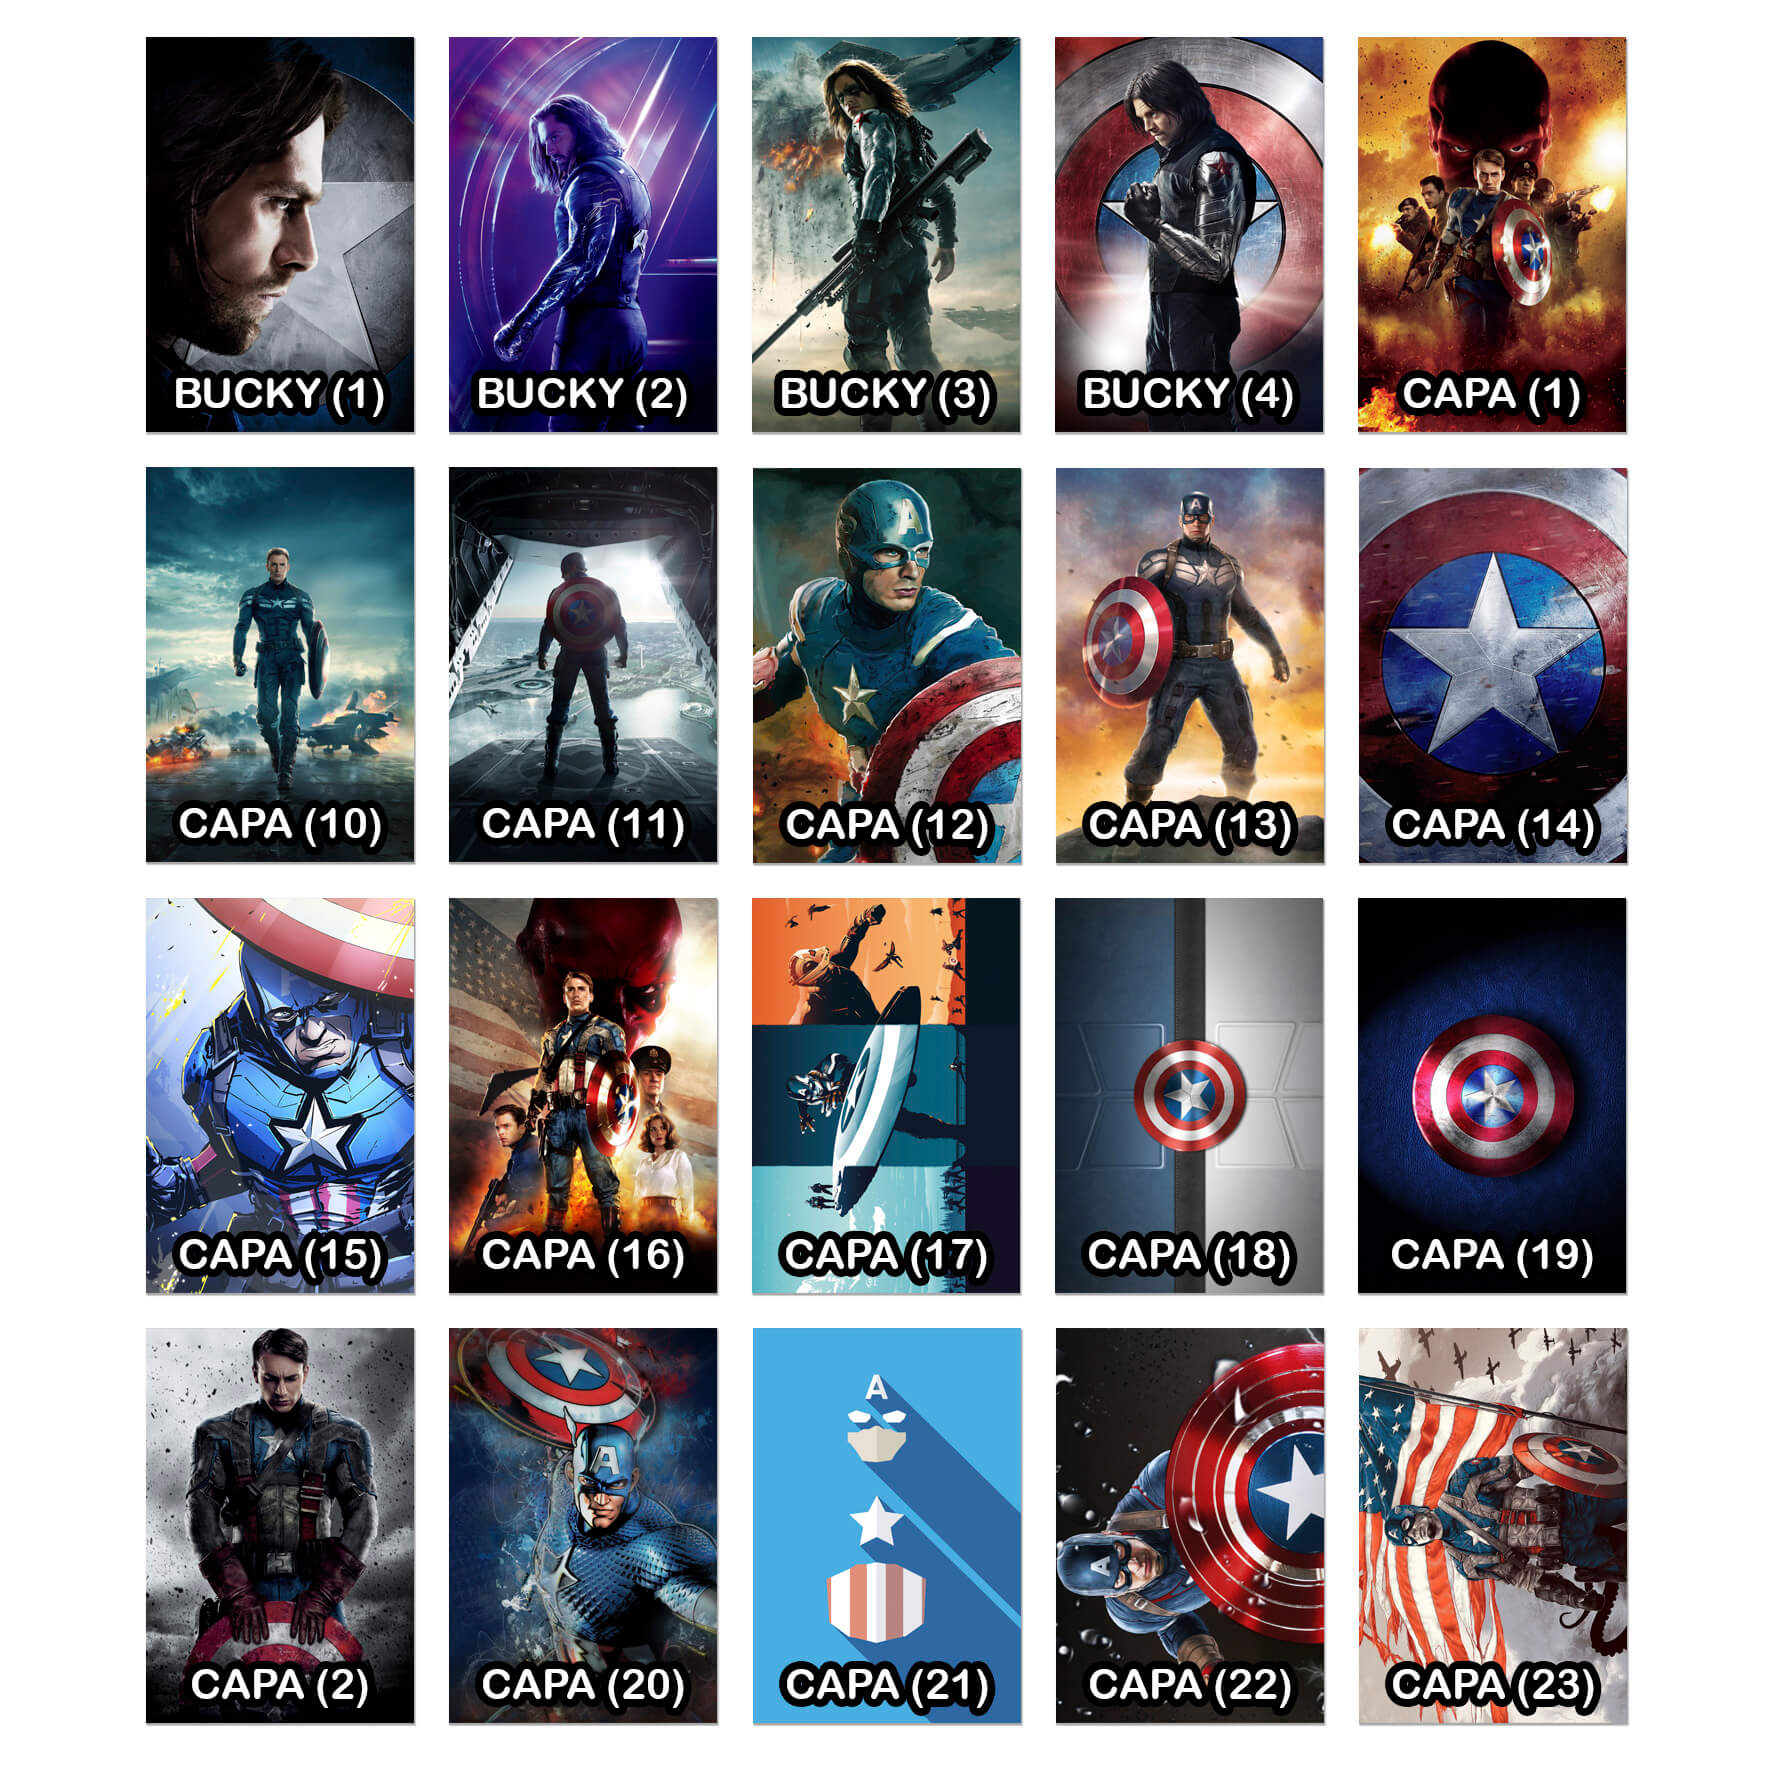 BUCKY (1)
BUCKY (2)
BUCKY (3)
BUCKY (4)
CAPA (1)
CAPA (10)
CAPA (11)
CAPA (12)
CAPA (13)
CAPA (14)
CAPA (15)
CAPA (16)
CAPA (17)
CAPA (18)
CAPA (19)
CAPA (2)
CAPA (20)
A
CAPA (21)
CAPA (22)
CAPA (23)